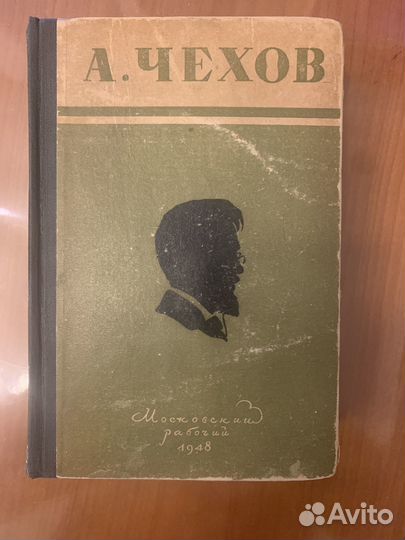 А. ЧЕХОВ
Московский
рабочий
1948
Avito